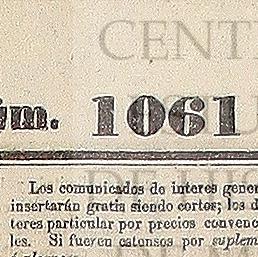 úm. 1061
Los comunicados de interes gener
insertarán gratis siendo cortos; los d
teres particular por precios convenc
les. Si fueren estensos por suplem